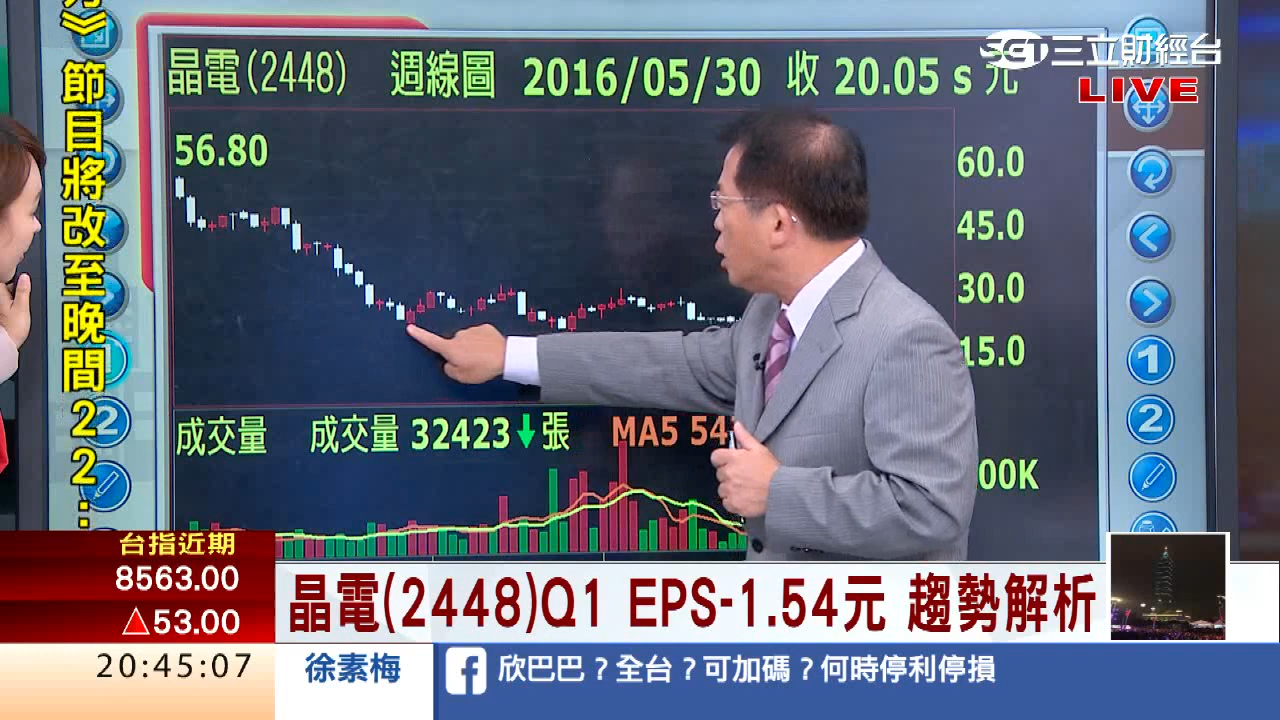 》節目將改至晚間22:
晶電(2448) 週線圖 2016/05/30 收 20.05 s 元
三立財經台
LIVE
56.80
60.0
45.0
30.0
15.0
成交量 成交量 32423↓張 MA5
00K
1
2
2
台指近期
8563.00
△53.00
20:45:07
晶電(2448)Q1 EPS-1.54元 趨勢解析
徐素梅
f 欣巴巴？全台？可加碼？何時停利停損